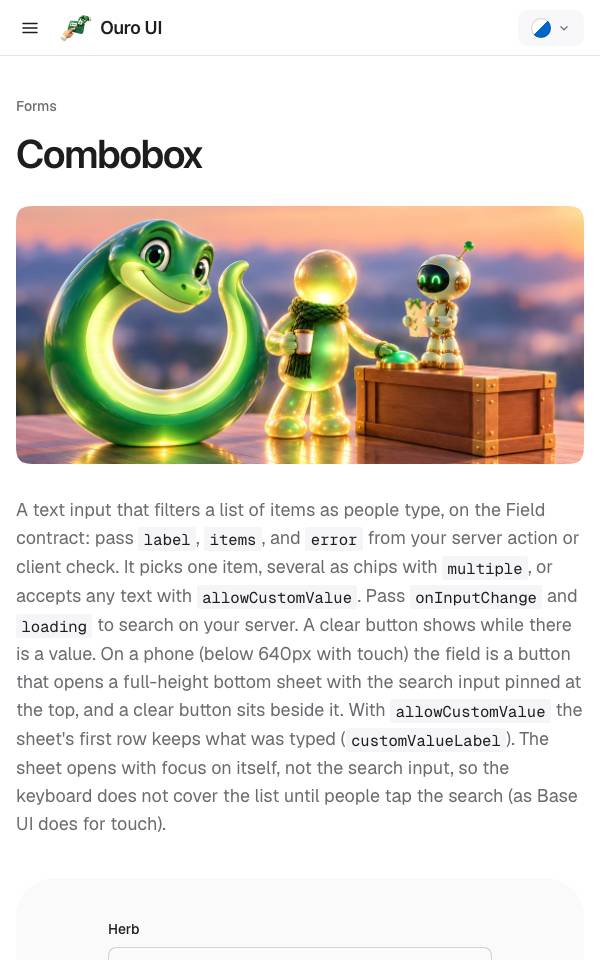 Ouro UI
Forms
Combobox
A text input that filters a list of items as people type, on the Field
contract: pass label, items, and error from your server action or
client check. It picks one item, several as chips with multiple, or
accepts any text with allowCustomValue. Pass onInputChange and
loading to search on your server. A clear button shows while there
is a value. On a phone (below 640px with touch) the field is a button
that opens a full-height bottom sheet with the search input pinned at
the top, and a clear button sits beside it. With allowCustomValue the
sheet's first row keeps what was typed (customValueLabel). The
sheet opens with focus on itself, not the search input, so the
keyboard does not cover the list until people tap the search (as Base
UI does for touch).
Herb